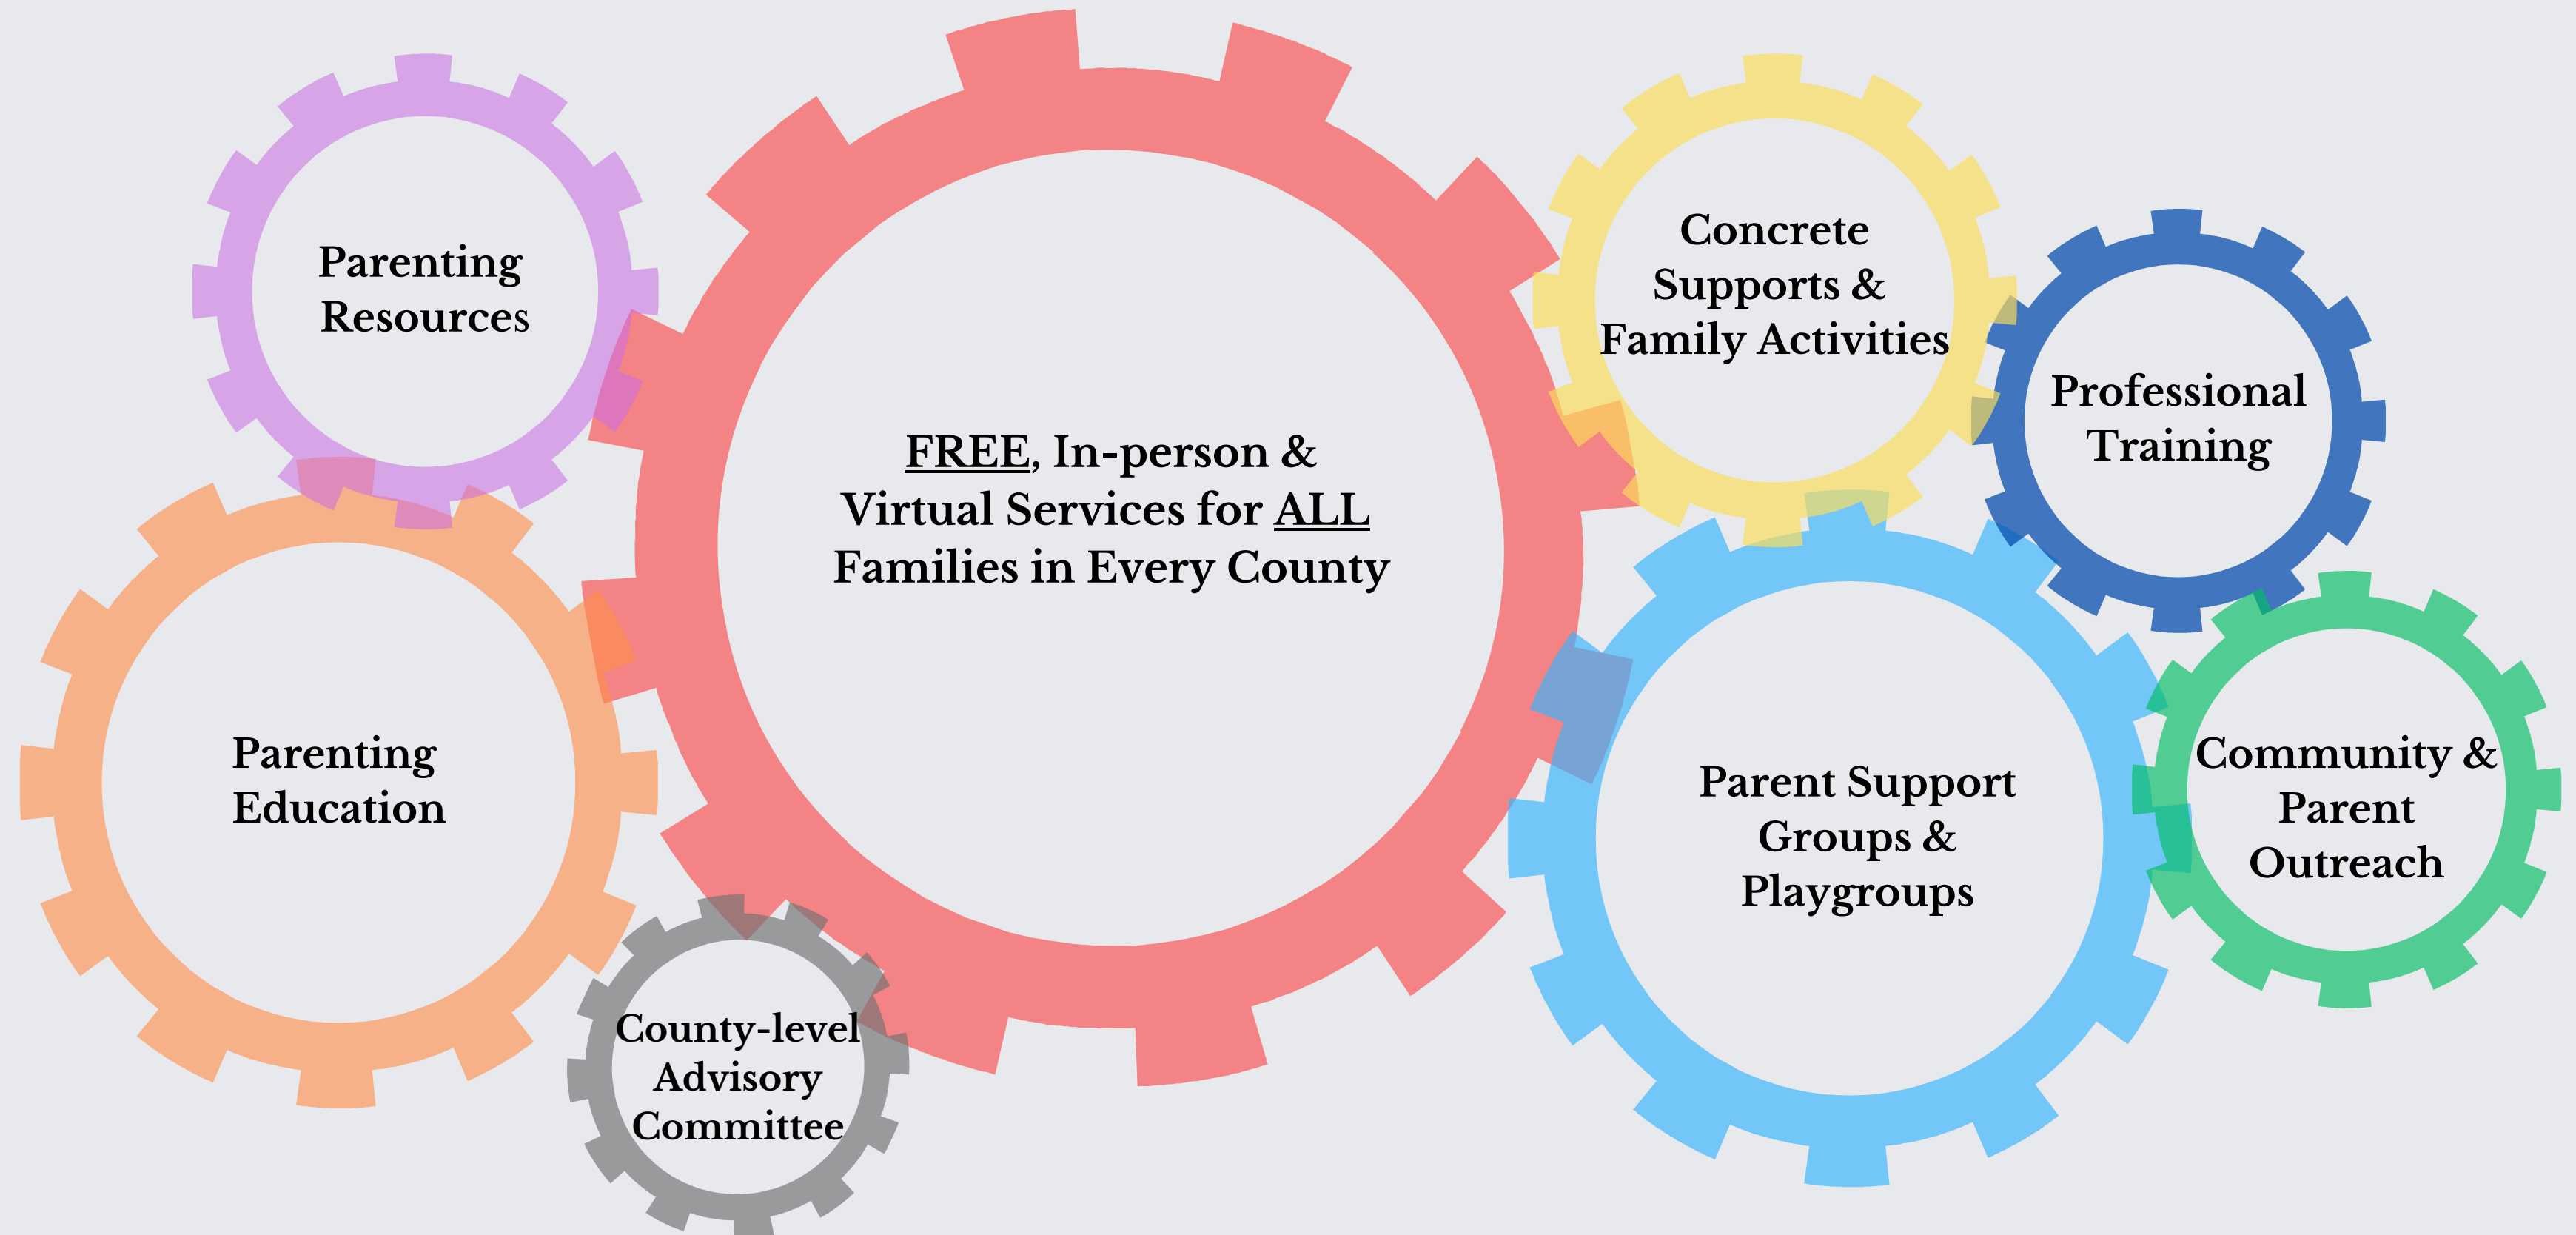 Parenting
Resources
FREE, In-person &
Virtual Services for ALL
Families in Every County
Concrete
Supports &
Family Activities
Professional
Training
Parenting
Education
County-level
Advisory
Committee
Parent Support
Groups &
Playgroups
Community &
Parent
Outreach